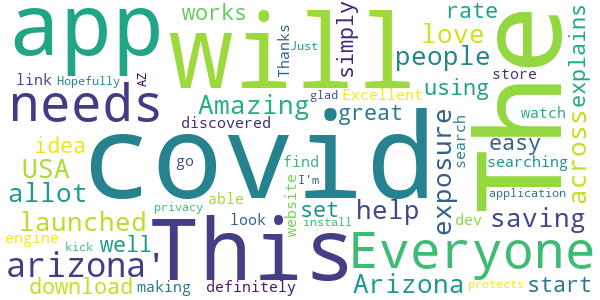 app will The
works simply Thanks Just
rate love people
store explains across
link Hopefully AZ
needs Amazing using
Excellent glad
watch
discovered great
covid
exposure search
easy searching
idea USA allot
go find I'm
application
able website set install
help saving
privacy look dev
launched well
engine kick
This Everyone
arizona'
definitely
Arizona start
download making
protects